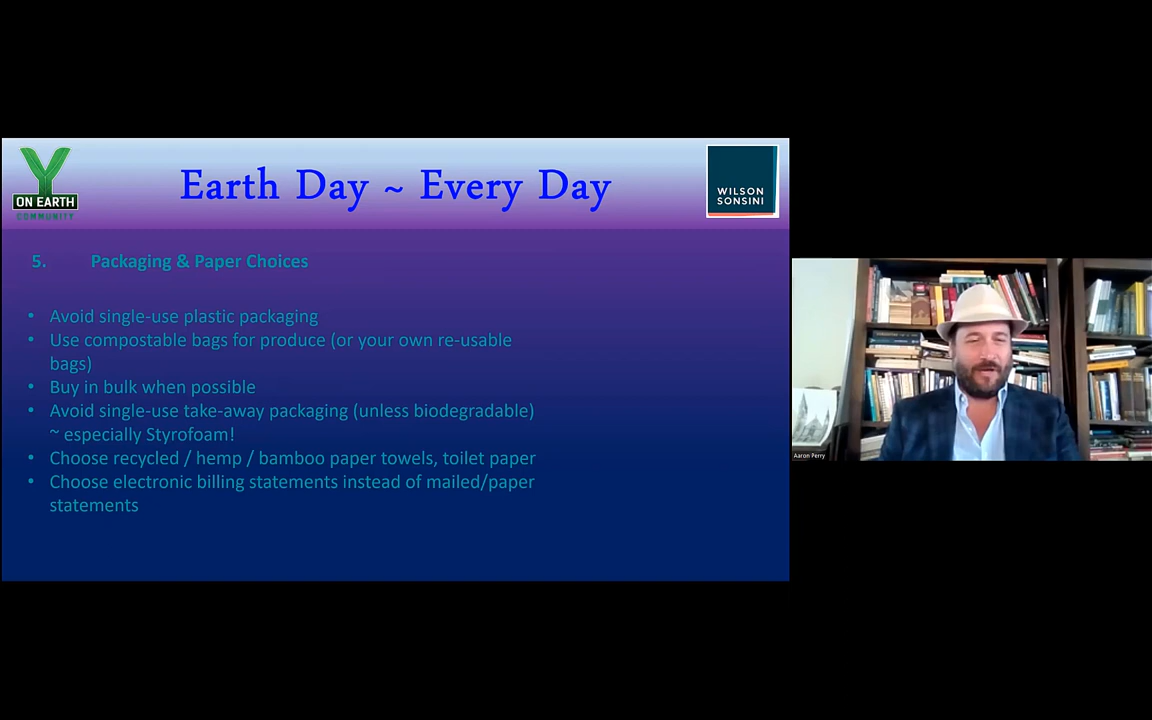 Y
ON EARTH
COMMUNITY
Earth Day ~ Every Day
WILSON
SONSINI
5. Packaging & Paper Choices
• Avoid single-use plastic packaging
• Use compostable bags for produce (or your own re-usable
bags)
• Buy in bulk when possible
• Avoid single-use take-away packaging (unless biodegradable)
~ especially Styrofoam!
• Choose recycled / hemp / bamboo paper towels, toilet paper
• Choose electronic billing statements instead of mailed/paper
statements
Aaron Perry